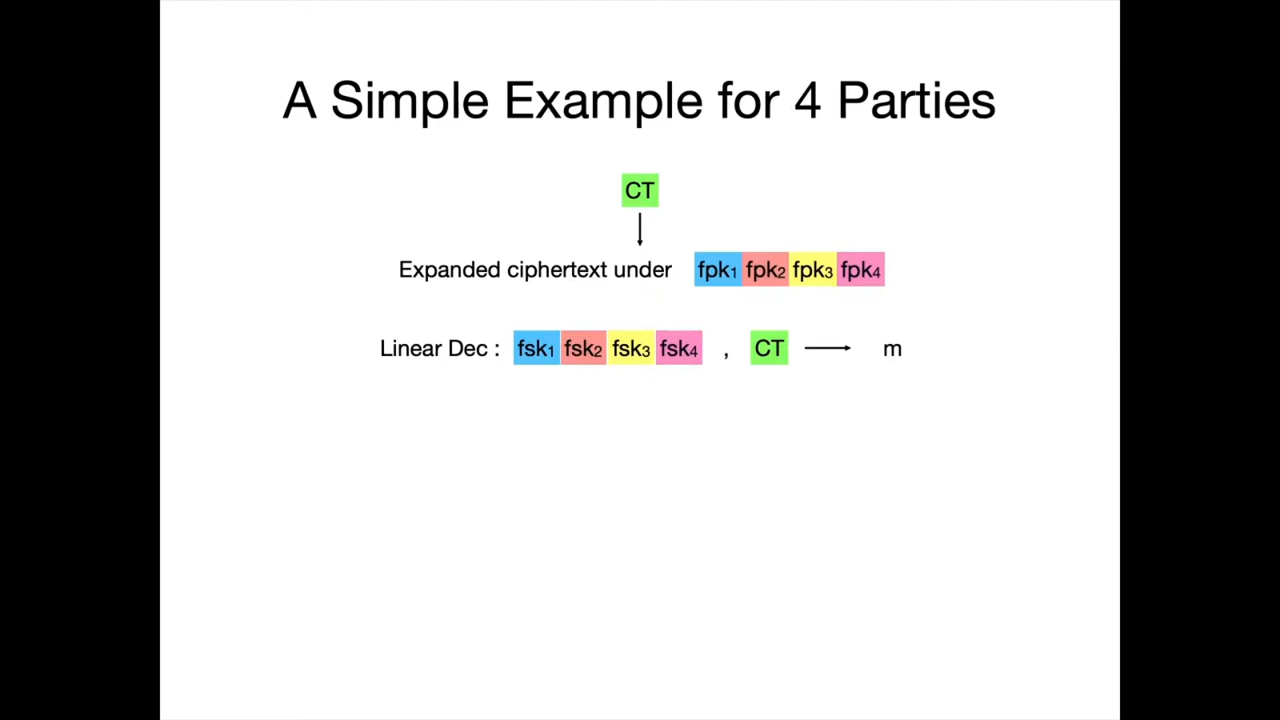 A Simple Example for 4 Parties
CT
Expanded ciphertext under fpk1 fpk2 fpk3 fpk4
Linear Dec : fsk1 fsk2 fsk3 fsk4 , CT m